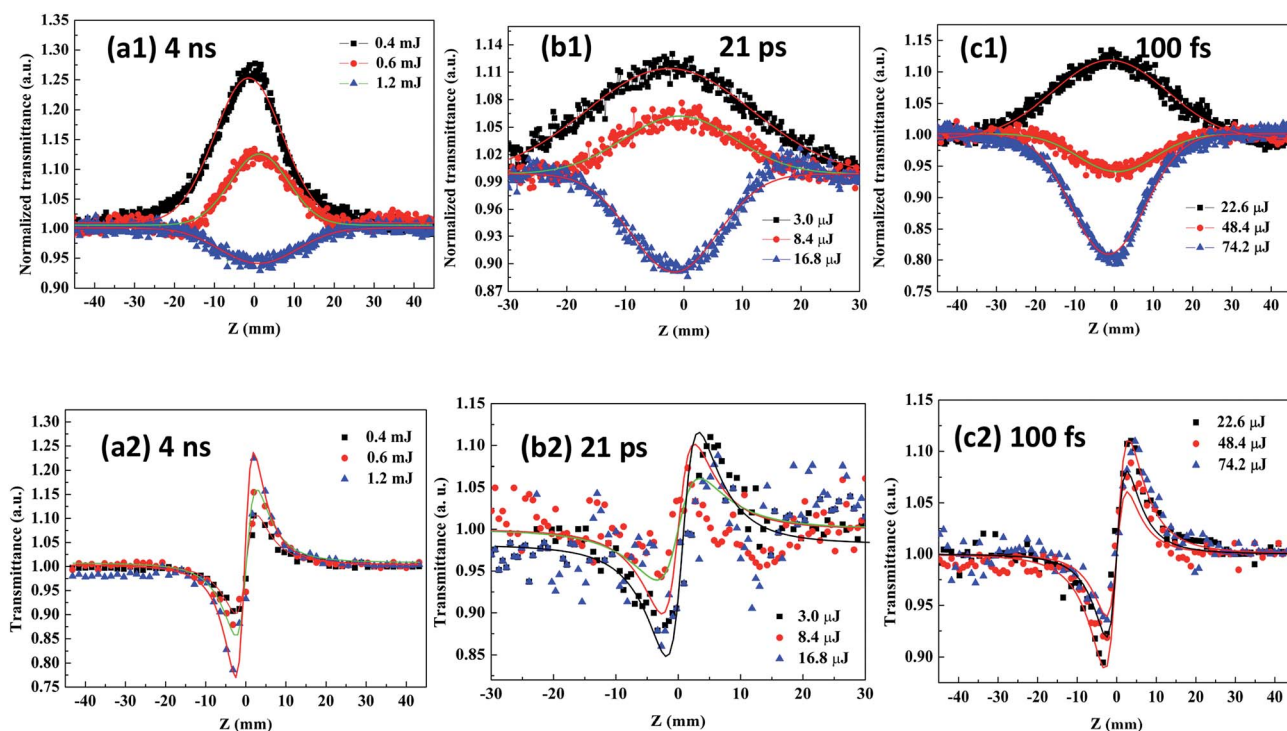 (a1) 4 ns
0.4 mJ
0.6 mJ
1.2 mJ
Normalized transmittance (a.u.)
1.35
1.30
1.25
1.20
1.15
1.10
1.05
1.00
0.95
0.90
-40 -30 -20 -10 0 10 20 30 40
Z (mm)
(b1) 21 ps
3.0 μJ
8.4 μJ
16.8 μJ
Normalized transmittance (a.u.)
1.14
1.11
1.08
1.05
1.02
0.99
0.96
0.93
0.90
0.87
-30 -20 -10 0 10 20 30
Z (mm)
(c1) 100 fs
22.6 μJ
48.4 μJ
74.2 μJ
Normalized transmittance (a.u.)
1.15
1.10
1.05
1.00
0.95
0.90
0.85
0.80
0.75
-40 -30 -20 -10 0 10 20 30 40
Z (mm)
(a2) 4 ns
0.4 mJ
0.6 mJ
1.2 mJ
Transmittance (a.u.)
1.30
1.25
1.20
1.15
1.10
1.05
1.00
0.95
0.90
0.85
0.80
0.75
-40 -30 -20 -10 0 10 20 30 40
Z (mm)
(b2) 21 ps
3.0 μJ
8.4 μJ
16.8 μJ
Transmittance (a. u.)
1.15
1.10
1.05
1.00
0.95
0.90
0.85
-30 -20 -10 0 10 20 30
Z (mm)
(c2) 100 fs
22.6 μJ
48.4 μJ
74.2 μJ
Transmittance (a. u.)
1.15
1.10
1.05
1.00
0.95
0.90
-40 -30 -20 -10 0 10 20 30 40
Z (mm)